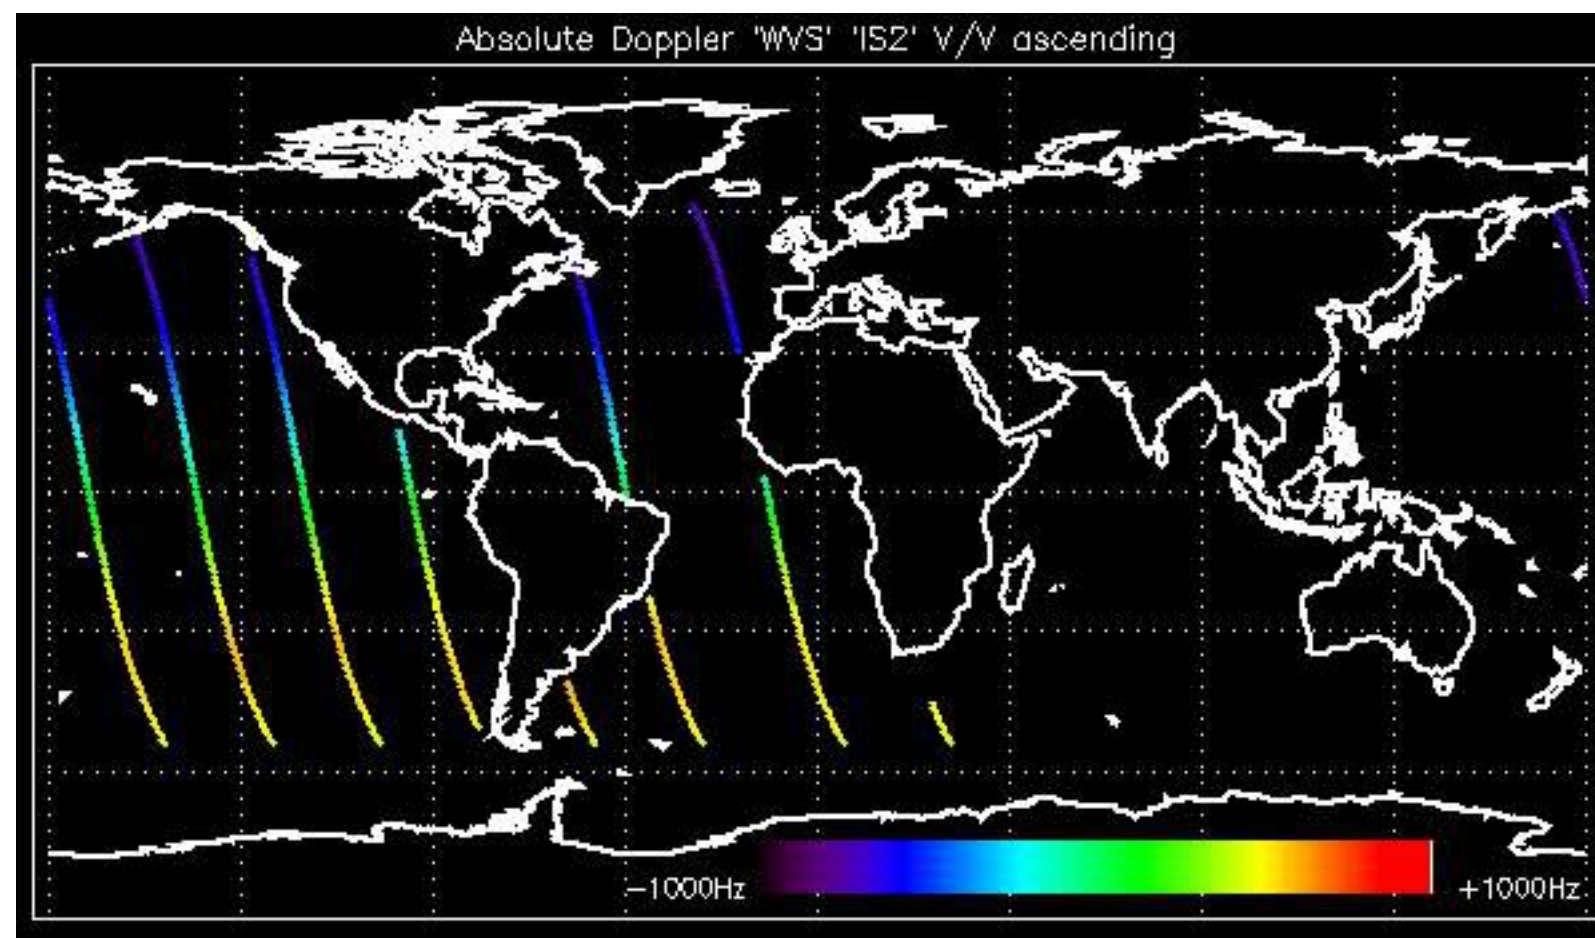 Absolute Doppler 'WVS' 'IS2' V/V ascending
−1000Hz +1000Hz